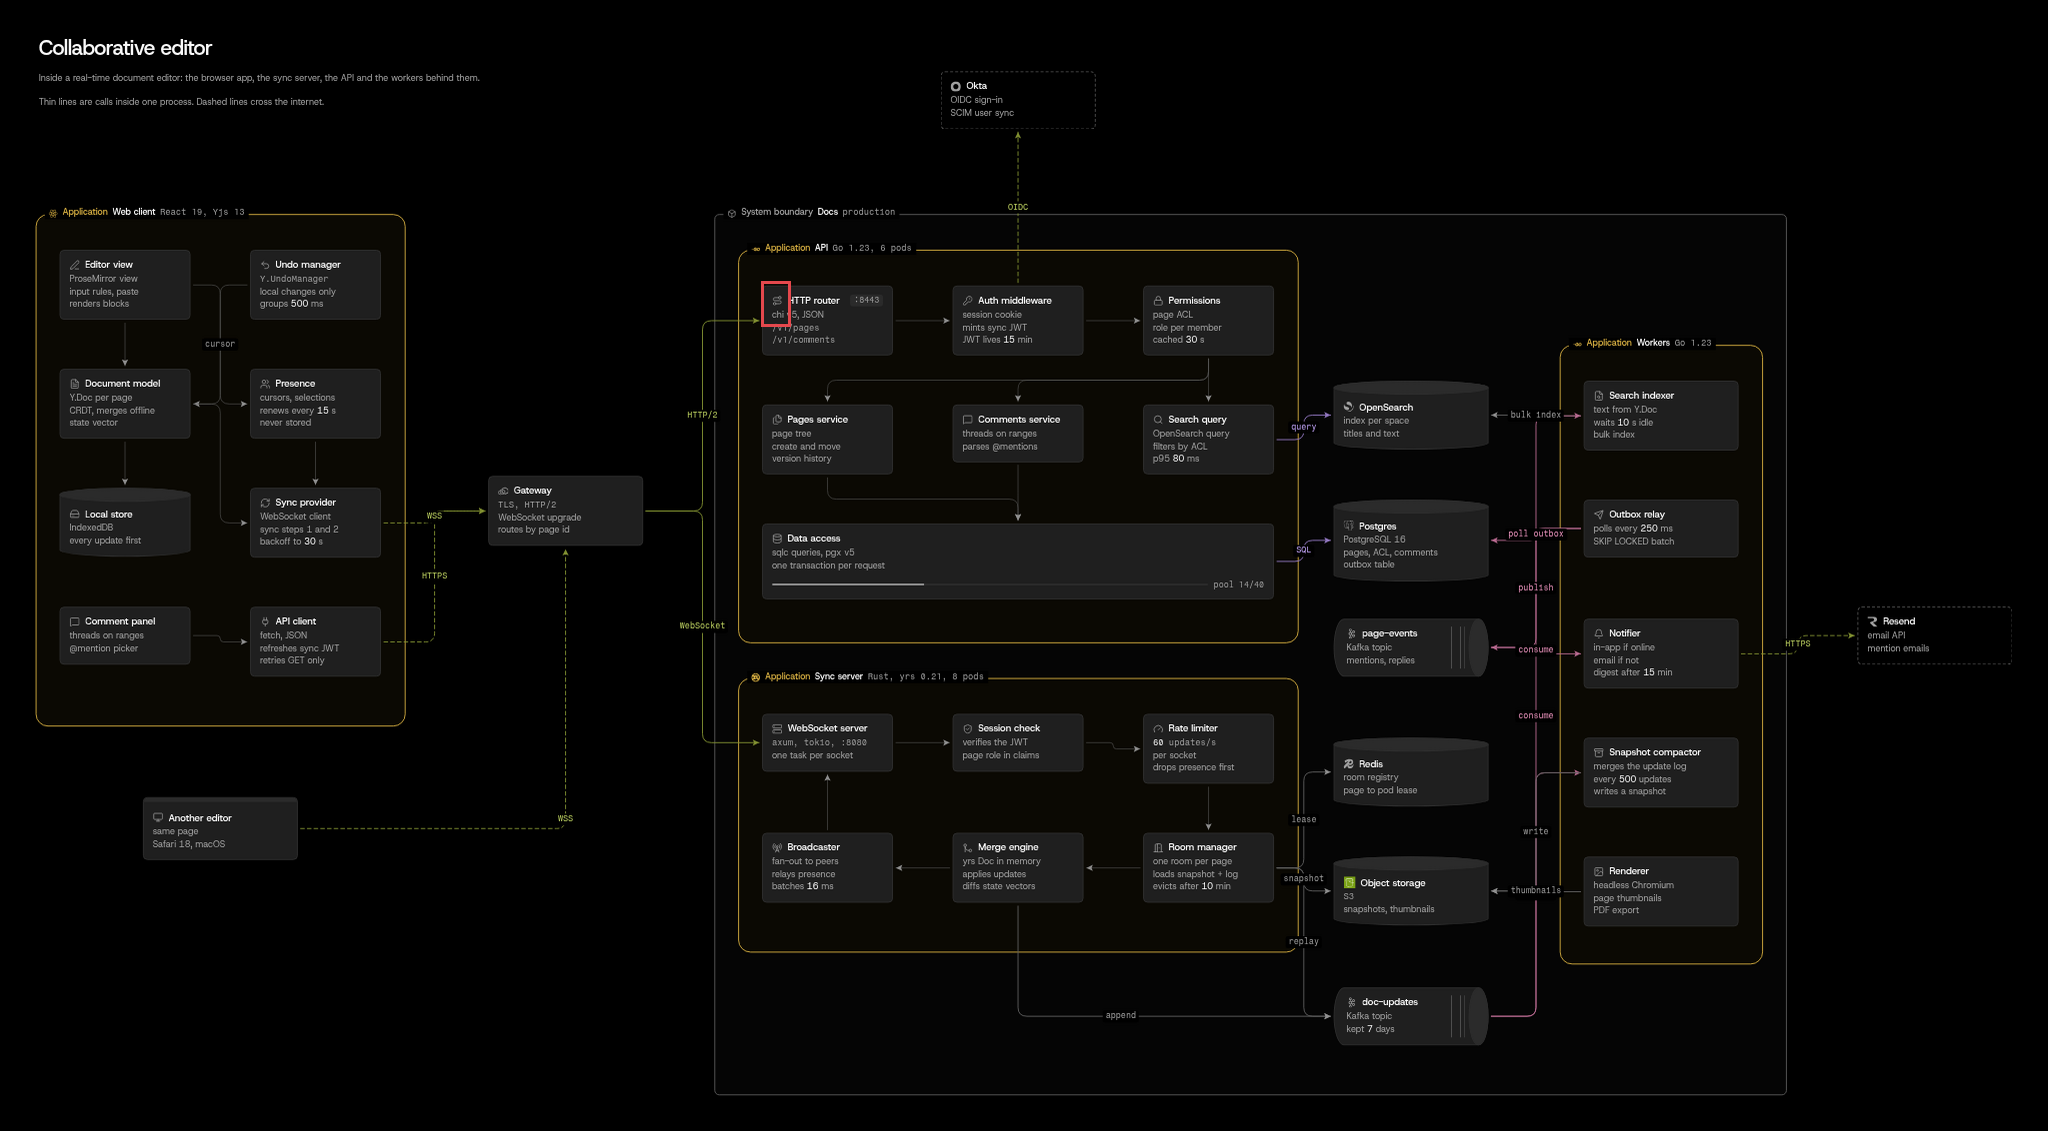 Collaborative editor
Inside a real-time document editor: the browser app, the sync server, the API and the workers behind them.
Thin lines are calls inside one process. Dashed lines cross the internet.
Okta
OIDC sign-in
SCIM user sync
OIDC
Application Web client React 19, Yjs 13
Editor view
ProseMirror view
input rules, paste
renders blocks
Undo manager
Y.UndoManager
local changes only
groups 500 ms
cursor
Document model
Y.Doc per page
CRDT, merges offline
state vector
Presence
cursors, selections
renews every 15 s
never stored
Local store
IndexedDB
every update first
Sync provider
WebSocket client
sync steps 1 and 2
backoff to 30 s
Comment panel
threads on ranges
@mention picker
API client
fetch, JSON
refreshes sync JWT
retries GET only
WSS
HTTPS
Another editor
same page
Safari 18, macOS
WSS
Gateway
TLS, HTTP/2
WebSocket upgrade
routes by page id
HTTP/2
WebSocket
System boundary Docs production
Application API Go 1.23, 6 pods
HTTP router :8443
chi v5, JSON
/v1/pages
/v1/comments
Auth middleware
session cookie
mints sync JWT
JWT lives 15 min
Permissions
page ACL
role per member
cached 30 s
Pages service
page tree
create and move
version history
Comments service
threads on ranges
parses @mentions
Search query
OpenSearch query
filters by ACL
p95 80 ms
Data access
sqlc queries, pgx v5
one transaction per request
pool 14/40
query
SQL
Application Sync server Rust, yrs 0.21, 8 pods
WebSocket server
axum, tokio, :8080
one task per socket
Session check
verifies the JWT
page role in claims
Rate limiter
60 updates/s
per socket
drops presence first
Broadcaster
fan-out to peers
relays presence
batches 16 ms
Merge engine
yrs Doc in memory
applies updates
diffs state vectors
Room manager
one room per page
loads snapshot + log
evicts after 10 min
lease
snapshot
replay
append
OpenSearch
index per space
titles and text
Postgres
PostgreSQL 16
pages, ACL, comments
outbox table
page-events
Kafka topic
mentions, replies
Redis
room registry
page to pod lease
Object storage
S3
snapshots, thumbnails
doc-updates
Kafka topic
kept 7 days
bulk index
poll outbox
publish
consume
consume
write
thumbnails
Application Workers Go 1.23
Search indexer
text from Y.Doc
waits 10 s idle
bulk index
Outbox relay
polls every 250 ms
SKIP LOCKED batch
Notifier
in-app if online
email if not
digest after 15 min
Snapshot compactor
merges the update log
every 500 updates
writes a snapshot
Renderer
headless Chromium
page thumbnails
PDF export
HTTPS
Resend
email API
mention emails